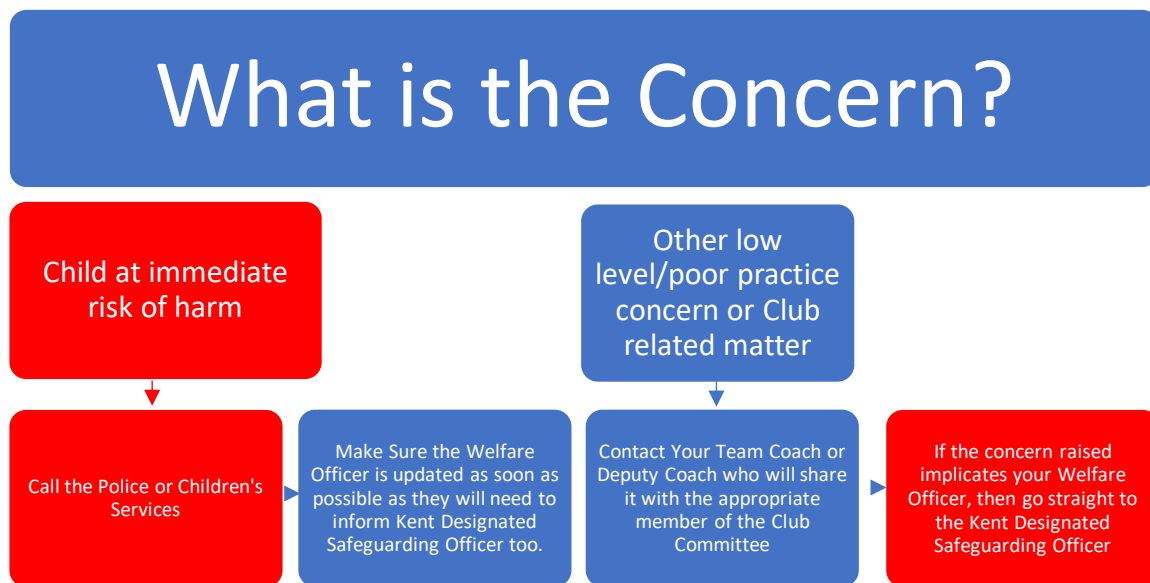 What is the Concern?
Child at immediate
risk of harm
Other low
level/poor practice
concern or Club
related matter
Call the Police or Children's
Services
Make Sure the Welfare
Officer is updated as soon as
possible as they will need to
inform Kent Designated
Safeguarding Officer too.
Contact Your Team Coach or
Deputy Coach who will share
it with the appropriate
member of the Club
Committee
If the concern raised
implicates your Welfare
Officer, then go straight to
the Kent Designated
Safeguarding Officer